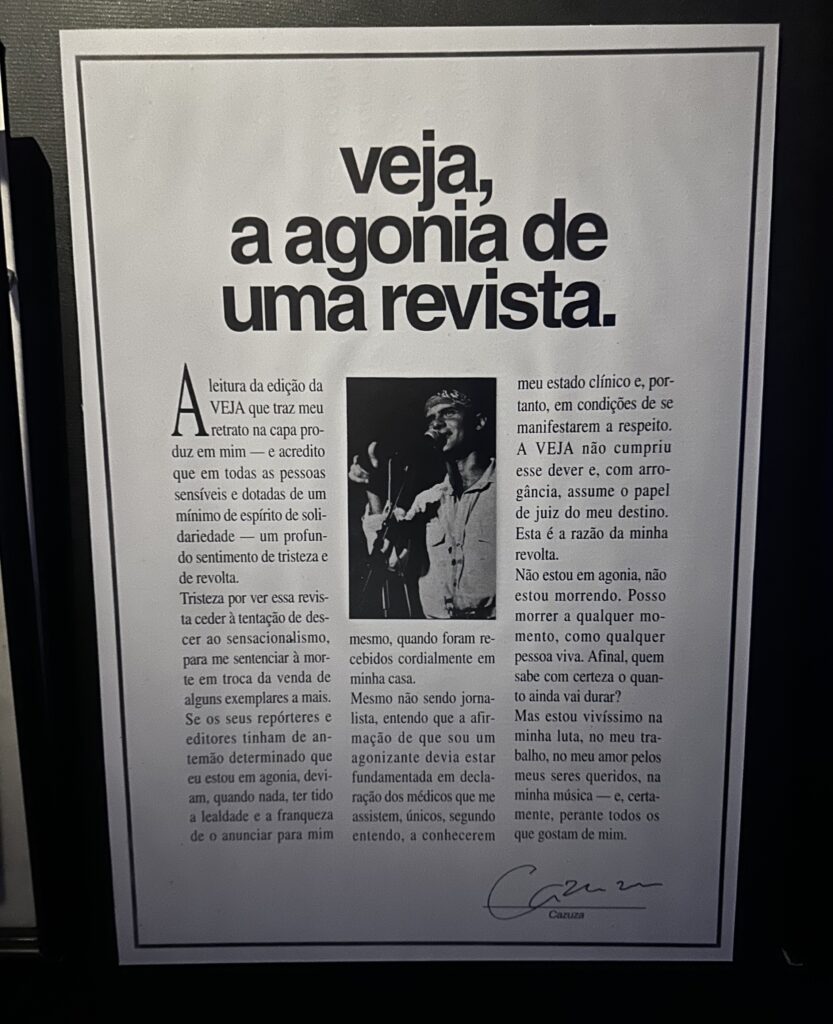 veja,
a agonia de
uma revista.
A leitura da edição da
VEJA que traz meu
retrato na capa pro-
duz em mim — e acredito
que em todas as pessoas
sensíveis e dotadas de um
mínimo de espírito de soli-
dariedade — um profun-
do sentimento de tristeza e
de revolta.
Tristeza por ver essa revis-
ta ceder à tentação de des-
cer ao sensacionalismo,
para me sentenciar à mor-
te em troca da venda de
alguns exemplares a mais.
Se os seus repórteres e
editores tinham de an-
temão determinado que
eu estou em agonia, devi-
am, quando nada, ter tido
a lealdade e a franqueza
de o anunciar para mim
mesmo, quando foram re-
cebidos cordialmente em
minha casa.
Mesmo não sendo jorna-
lista, entendo que a afir-
mação de que sou um
agonizante devia estar
fundamentada em decla-
ração dos médicos que me
assistem, únicos, segundo
entendo, a conhecerem
meu estado clínico e, por-
tanto, em condições de se
manifestarem a respeito.
A VEJA não cumpriu
esse dever e, com arro-
gância, assume o papel
de juiz do meu destino.
Esta é a razão da minha
revolta.
Não estou em agonia, não
estou morrendo. Posso
morrer a qualquer mo-
mento, como qualquer
pessoa viva. Afinal, quem
sabe com certeza o quan-
to ainda vai durar?
Mas estou vivíssimo na
minha luta, no meu tra-
balho, no meu amor pelos
meus seres queridos, na
minha música — e, certa-
mente, perante todos os
que gostam de mim.
Cazuza
Cazuza